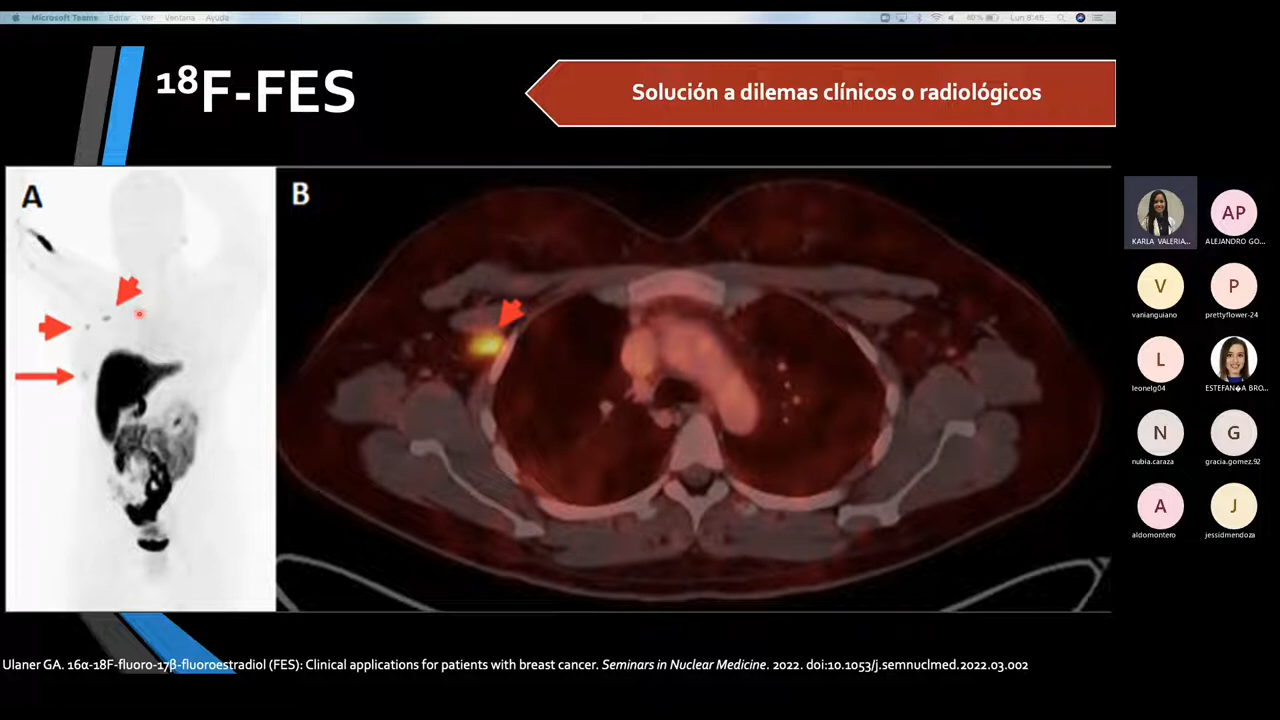 Microsoft Teams Editar Ver Ventana Ayuda
40% Lun 8:45
18F-FES
Solución a dilemas clínicos o radiológicos
A
B
KARLA VALERIA...
AP
ALEJANDRO GO...
V
vanianguiano
P
prettyflower-24
L
leonelg04
ESTEFAN�A BRO...
N
nubia.caraza
G
gracia.gomez.92
A
aldomontero
J
jessidmendoza
Ulaner GA. 16α-18F-fluoro-17β-fluoroestradiol (FES): Clinical applications for patients with breast cancer. Seminars in Nuclear Medicine. 2022. doi:10.1053/j.semnuclmed.2022.03.002